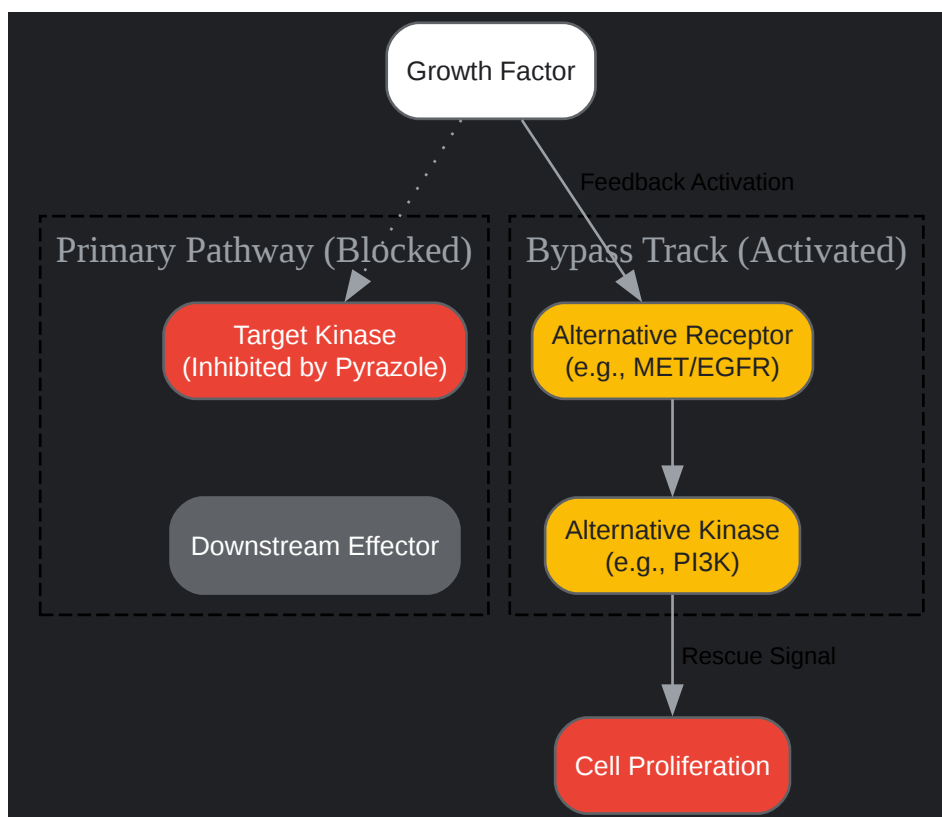 Growth Factor
Feedback Activation
Primary Pathway (Blocked)
Bypass Track (Activated)
Target Kinase
(Inhibited by Pyrazole)
Alternative Receptor
(e.g., MET/EGFR)
Downstream Effector
Alternative Kinase
(e.g., PI3K)
Rescue Signal
Cell Proliferation